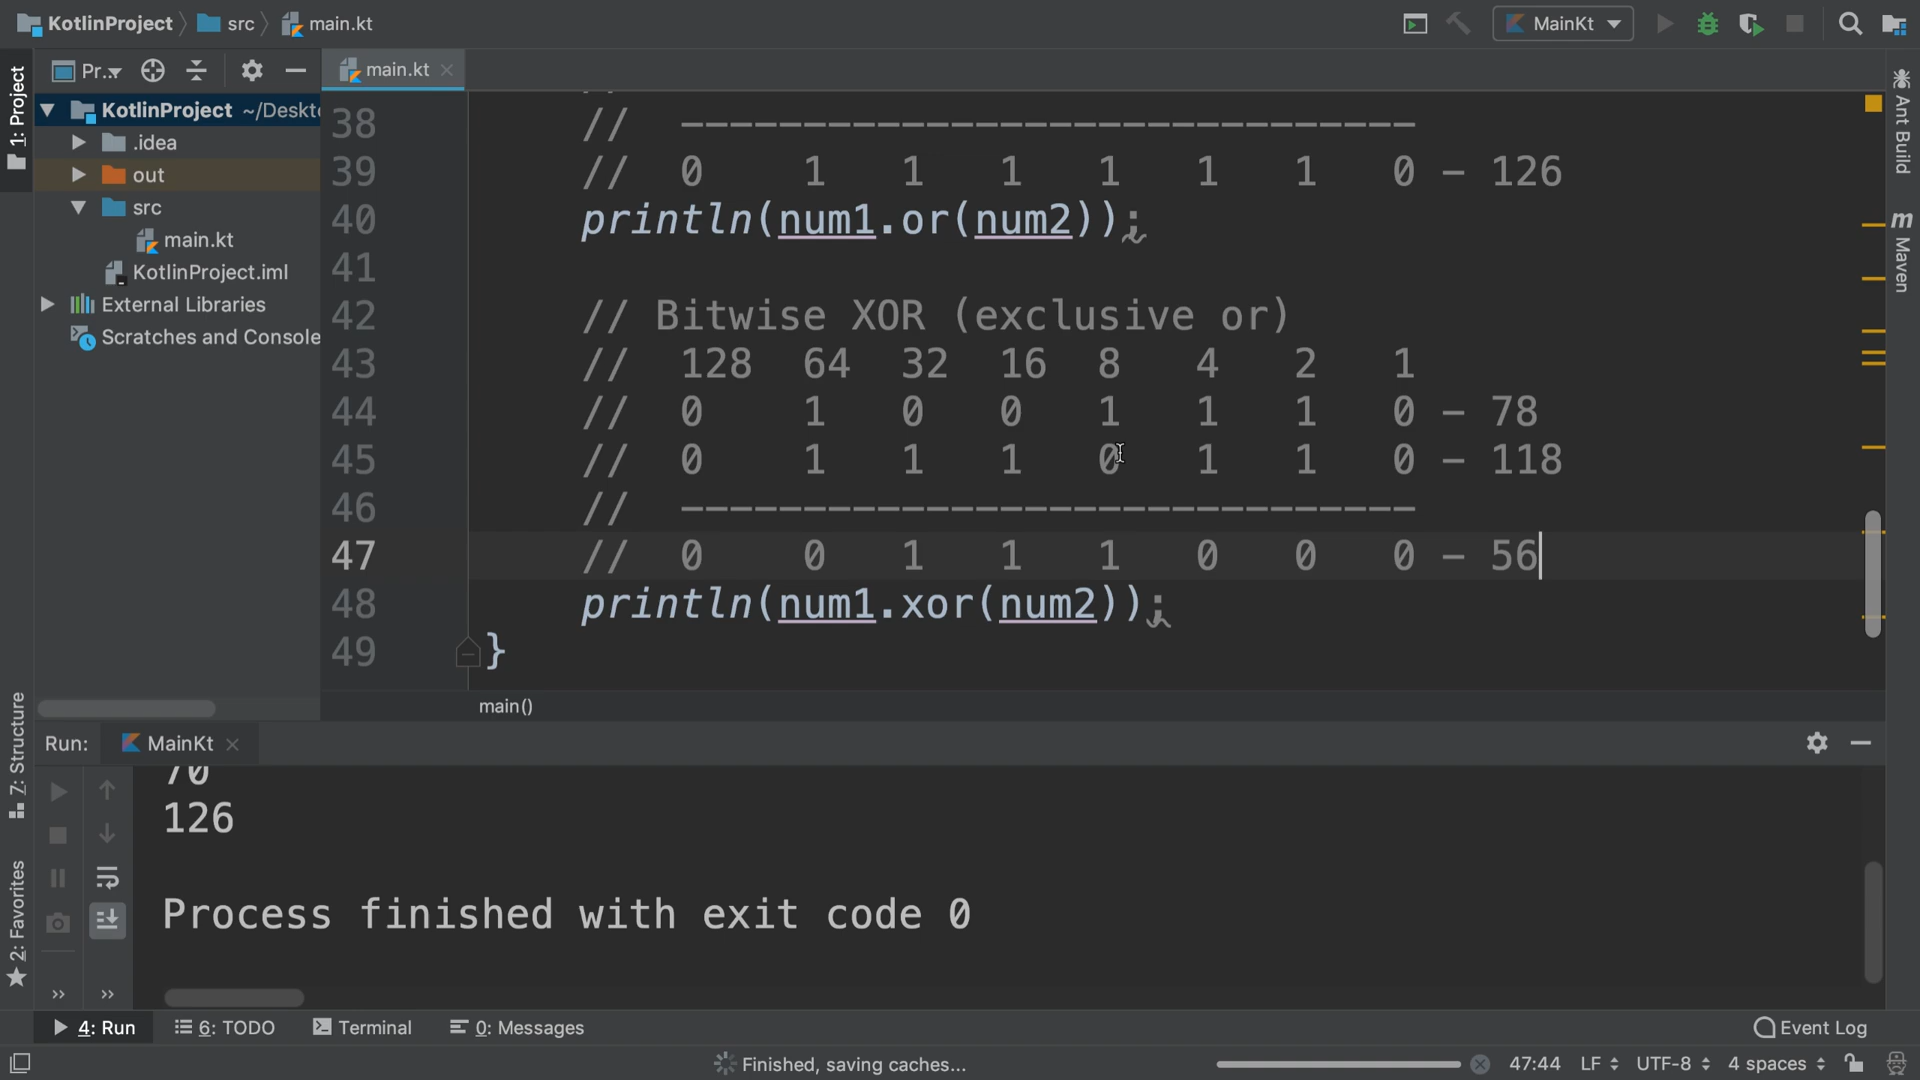 KotlinProject src main.kt MainKt
1: Project
Pr... main.kt
KotlinProject ~/Deskt
.idea
out
src
main.kt
KotlinProject.iml
External Libraries
Scratches and Console
38 // ------------------------------
39 // 0 1 1 1 1 1 1 0 - 126
40 println(num1.or(num2));
41
42 // Bitwise XOR (exclusive or)
43 // 128 64 32 16 8 4 2 1
44 // 0 1 0 0 1 1 1 0 - 78
45 // 0 1 1 1 0 1 1 0 - 118
46 // ------------------------------
47 // 0 0 1 1 1 0 0 0 - 56
48 println(num1.xor(num2));
49 }
main()
Ant Build
m Maven
7: Structure
2: Favorites
Run: MainKt
70
126
Process finished with exit code 0
4: Run 6: TODO Terminal 0: Messages Event Log
Finished, saving caches... 47:44 LF UTF-8 4 spaces